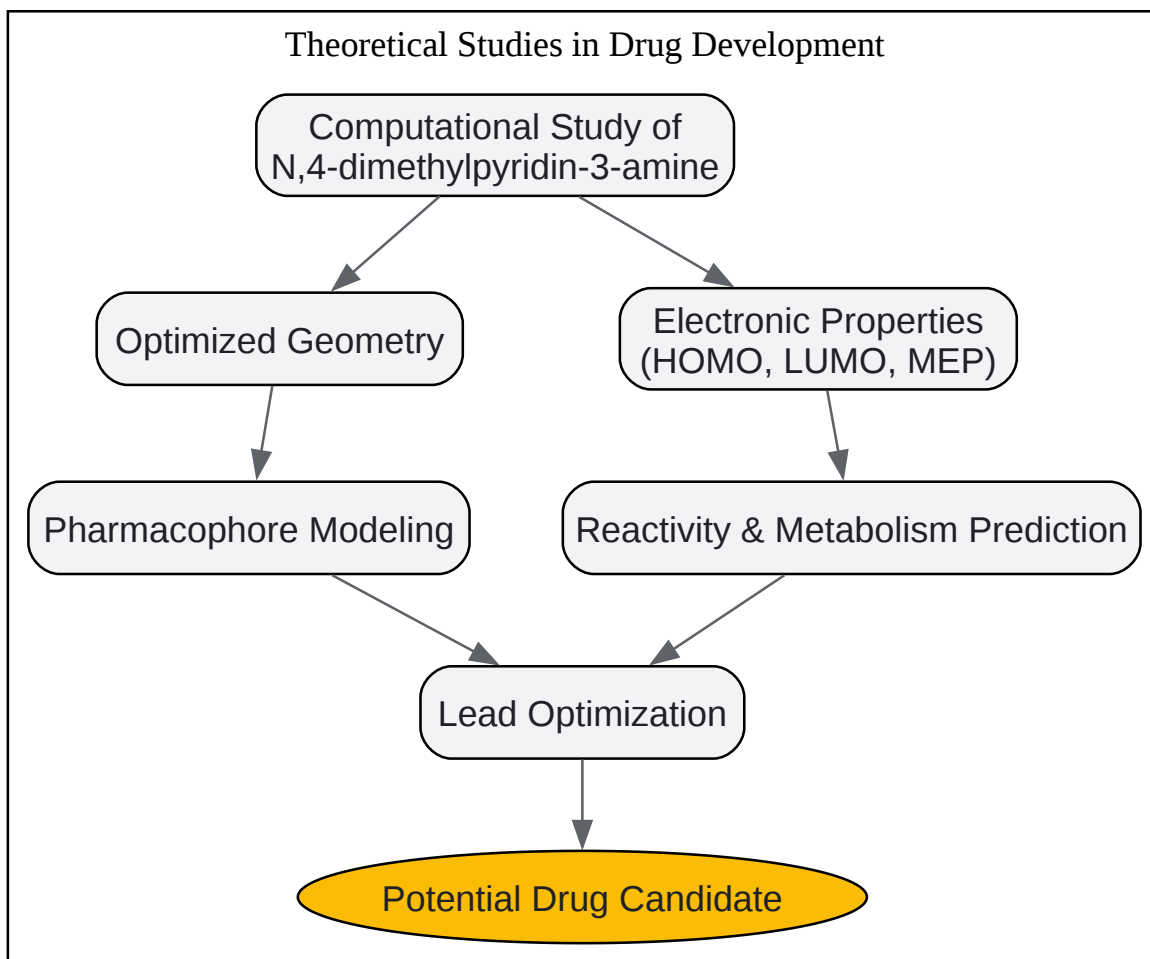 Theoretical Studies in Drug Development
Computational Study of
N,4-dimethylpyridin-3-amine
Optimized Geometry
Electronic Properties
(HOMO, LUMO, MEP)
Pharmacophore Modeling
Reactivity & Metabolism Prediction
Lead Optimization
Potential Drug Candidate